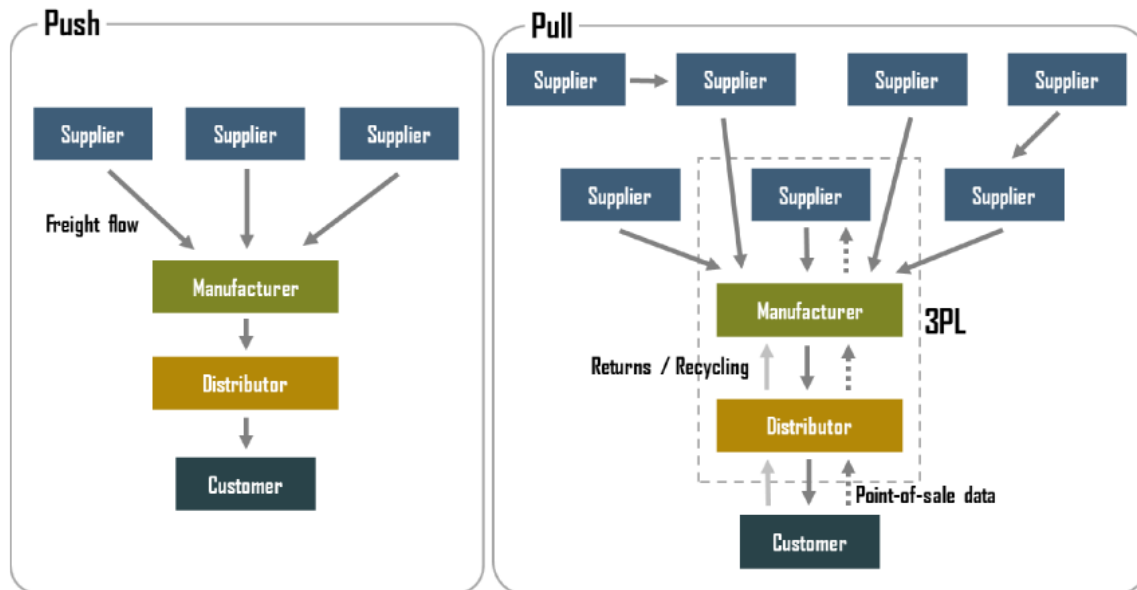 Push
Supplier
Supplier
Supplier
Freight flow
Manufacturer
Distributor
Customer
Pull
Supplier
Supplier
Supplier
Supplier
Supplier
Supplier
Supplier
Manufacturer
3PL
Returns / Recycling
Distributor
Point-of-sale data
Customer